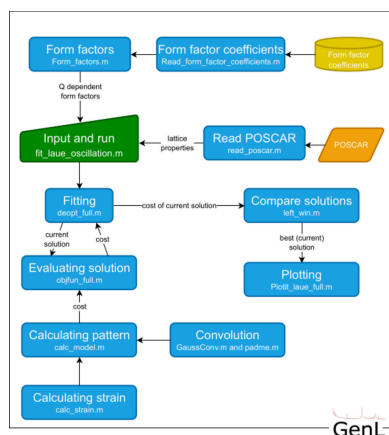 Form factors
Form_factors.m
Form factor coefficients
Read_form_factor_coefficients.m
Form factor
coefficients
Q dependent
form factors
Input and run
fit_laue_oscillation.m
lattice
properties
Read POSCAR
read_poscar.m
POSCAR
Fitting
deopt_full.m
cost of current solution
Compare solutions
left_win.m
current
solution
cost
best (current)
solution
Evaluating solution
objfun_full.m
Plotting
Plotit_laue_full.m
cost
Calculating pattern
calc_model.m
Convolution
GaussConv.m and padme.m
Calculating strain
calc_strain.m
GenL